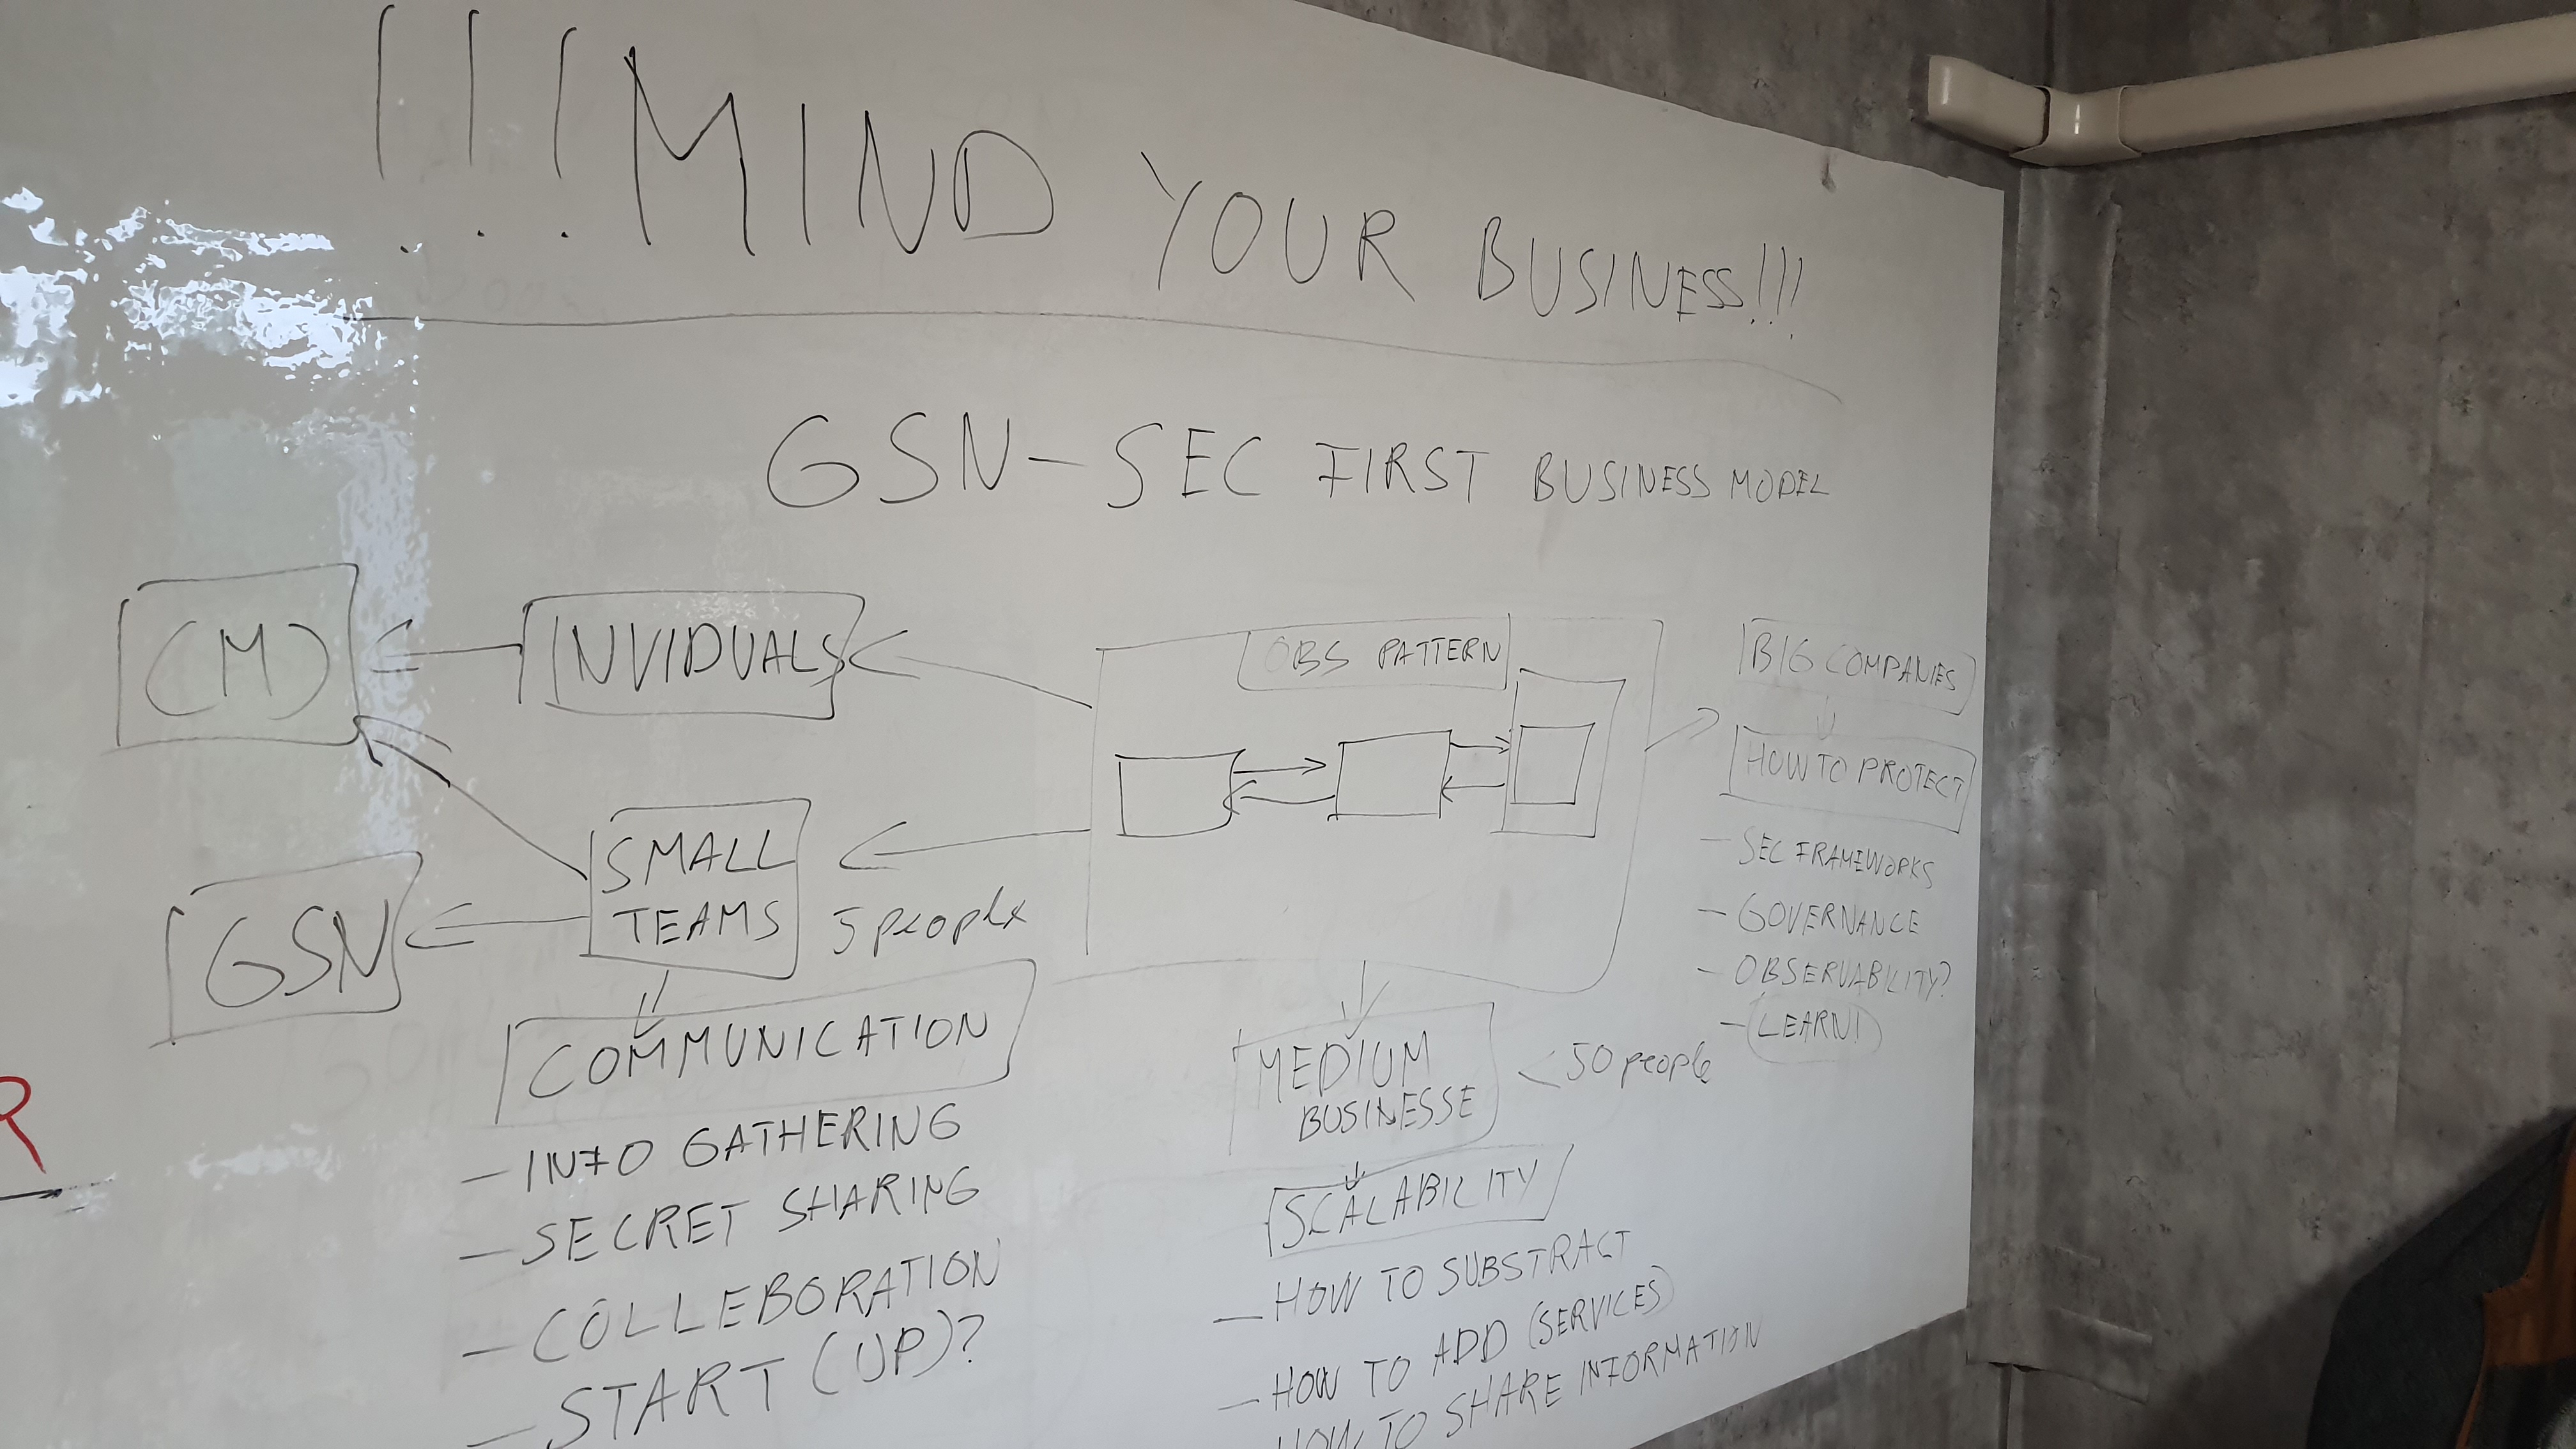 !!!MIND YOUR BUSINESS!!!
GSN-SEC FIRST BUSINESS MODEL
(M)
INVIDUALS
OBS PATTERN
BIG COMPANIES
HOW TO PROTECT
- SEC FRAMEWORKS
- GOVERNANCE
- OBSERVABILITY?
- LEARN!
GSN
SMALL
TEAMS
5 people
COMMUNICATION
- INFO GATHERING
- SECRET SHARING
- COLLEBORATION
- START (UP)?
MEDIUM
BUSINESSE
< 50 people
SCALABILITY
- HOW TO SUBSTRACT
- HOW TO ADD (SERVICES)
HOW TO SHARE INFORMATION
R